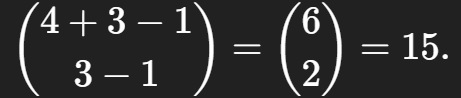 \binom{4+3-1}{3-1} = \binom{6}{2} = 15.